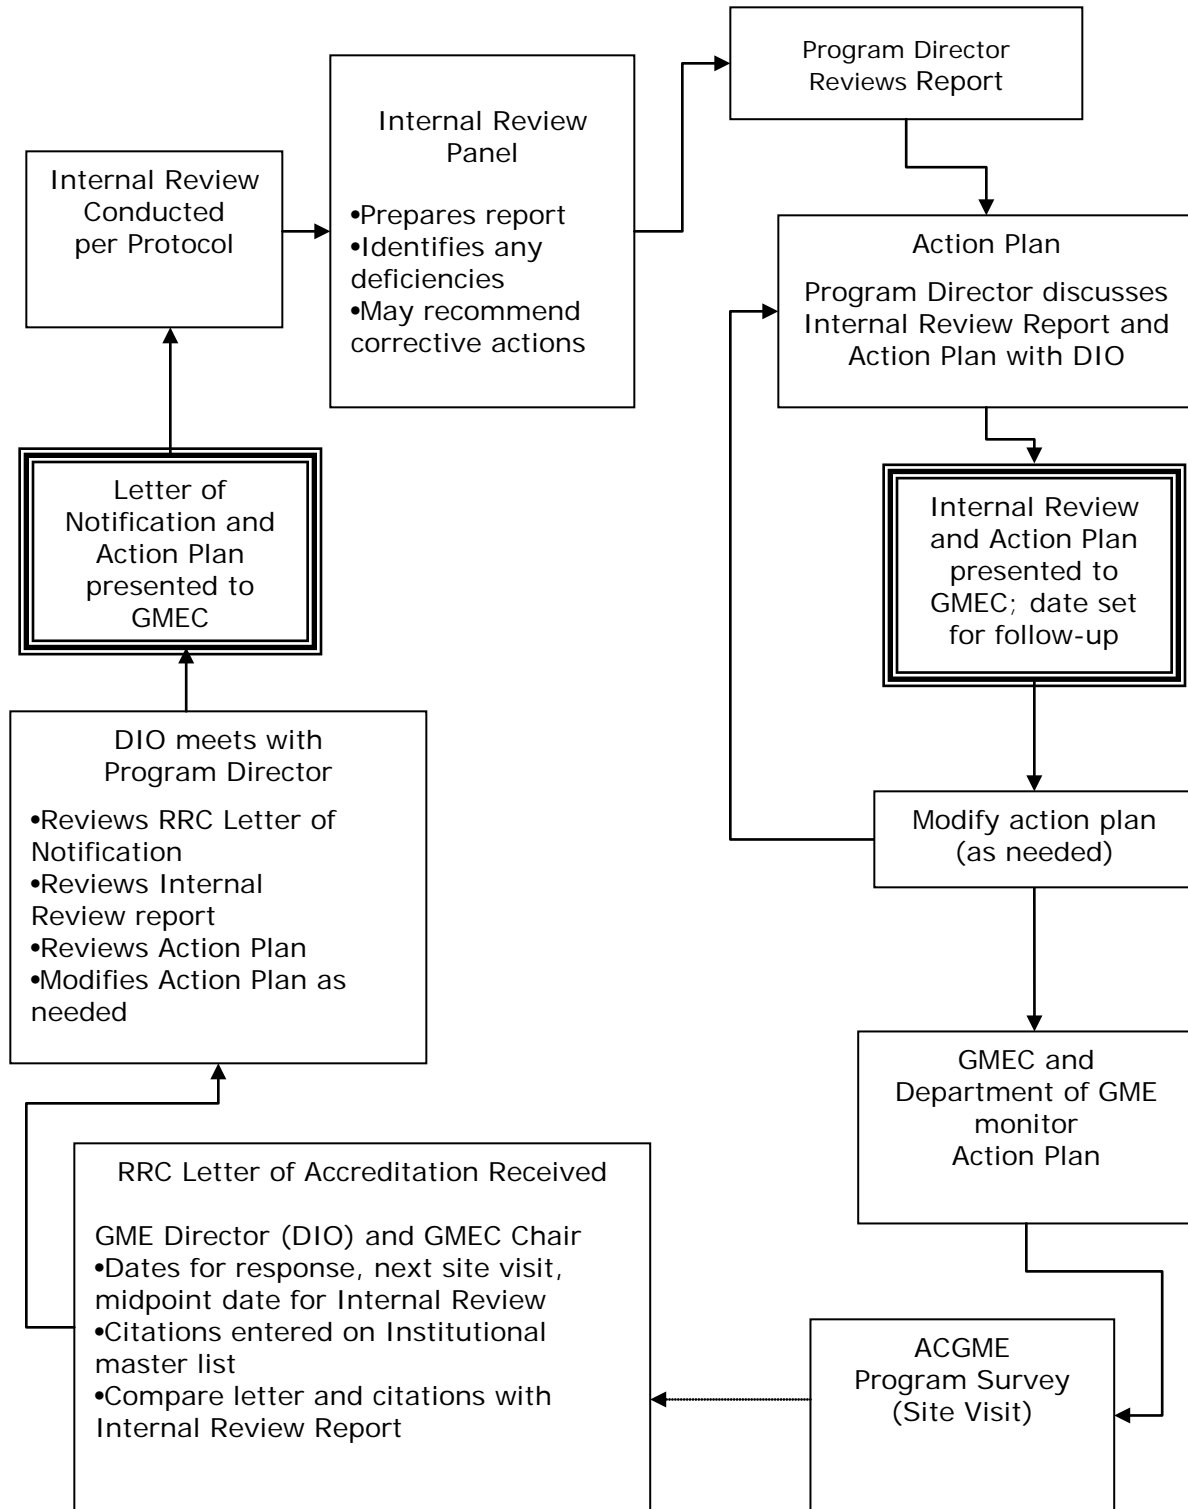 Program Director
Reviews Report
Internal Review
Panel
•Prepares report
•Identifies any
deficiencies
•May recommend
corrective actions
Internal Review
Conducted
per Protocol
Action Plan
Program Director discusses
Internal Review Report and
Action Plan with DIO
Letter of
Notification and
Action Plan
presented to
GMEC
Internal Review
and Action Plan
presented to
GMEC; date set
for follow-up
DIO meets with
Program Director
•Reviews RRC Letter of
Notification
•Reviews Internal
Review report
•Reviews Action Plan
•Modifies Action Plan as
needed
Modify action plan
(as needed)
GMEC and
Department of GME
monitor
Action Plan
RRC Letter of Accreditation Received
GME Director (DIO) and GMEC Chair
•Dates for response, next site visit,
midpoint date for Internal Review
•Citations entered on Institutional
master list
•Compare letter and citations with
Internal Review Report
ACGME
Program Survey
(Site Visit)